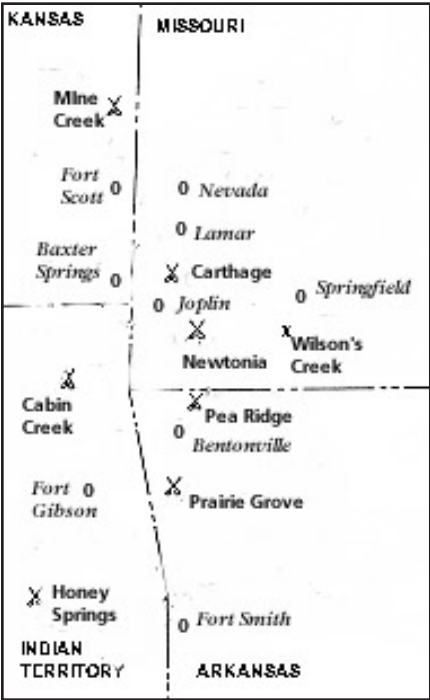 KANSAS
MISSOURI
MIne
Creek
Fort
Scott
Nevada
Lamar
Baxter
Springs
Carthage
Springfield
Joplin
Newtonia
Wilson's
Creek
Cabin
Creek
Pea Ridge
Bentonville
Fort
Gibson
Prairie Grove
Honey
Springs
Fort Smith
INDIAN
TERRITORY
ARKANSAS